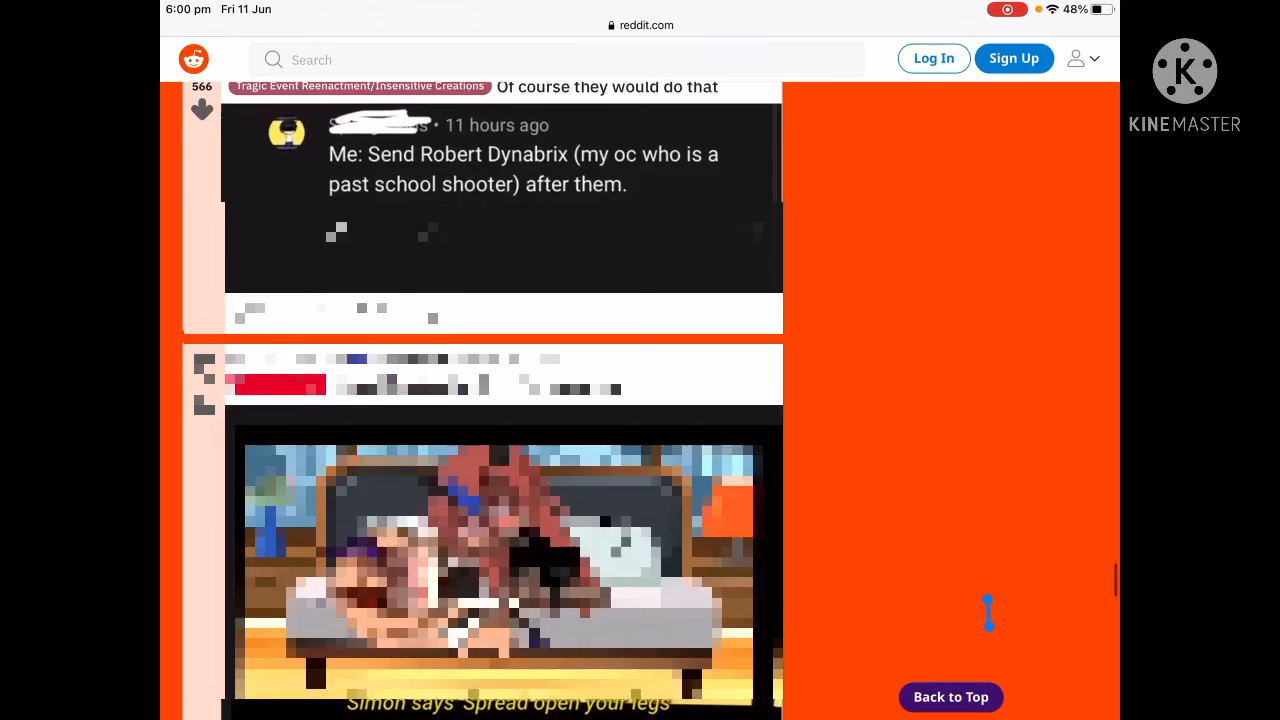 6:00 pm Fri 11 Jun
48%
reddit.com
Search
Log In
Sign Up
K
KINEMASTER
566
Tragic Event Reenactment/Insensitive Creations Of course they would do that
• 11 hours ago
Me: Send Robert Dynabrix (my oc who is a
past school shooter) after them.
Simon says "Spread open your legs"
Back to Top